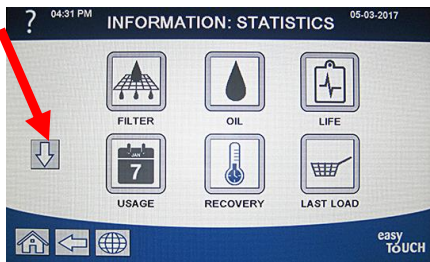 ?
04:31 PM
INFORMATION: STATISTICS
05-03-2017
FILTER
OIL
LIFE
JAN
7
USAGE
RECOVERY
LAST LOAD
easy
TOUCH